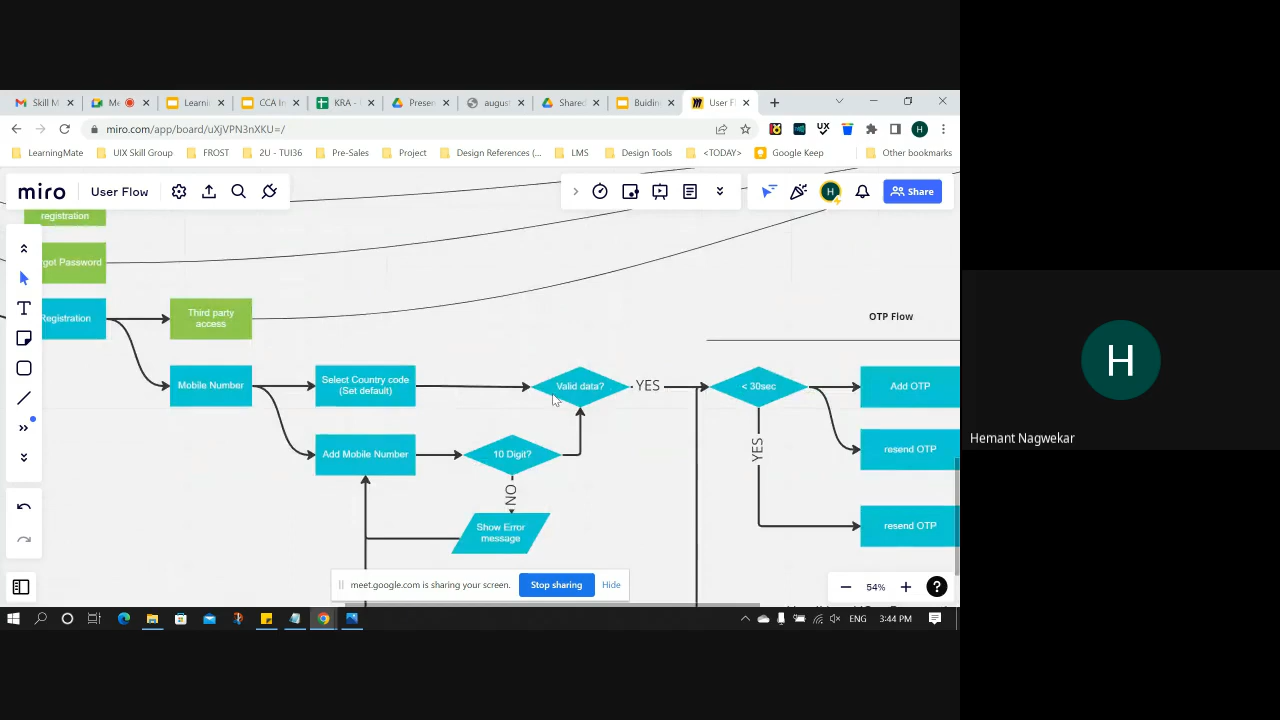 Skill M
Me
Learni
CCA In
KRA -
Presen
august
Shared
Buiding
User Fl
miro.com/app/board/uXjVPN3nXKU=/
H
LearningMate
UIX Skill Group
FROST
2U - TUI36
Pre-Sales
Project
Design References (...
LMS
Design Tools
<TODAY>
Google Keep
Other bookmarks
miro
User Flow
H
Share
registration
rget Password
Registration
Third party
access
OTP Flow
Mobile Number
Select Country code
(Set default)
Valid data?
YES
< 30sec
Add OTP
Add Mobile Number
10 Digit?
YES
resend OTP
NO
Show Error
message
resend OTP
meet.google.com is sharing your screen.
Stop sharing
Hide
54%
ENG
3:44 PM
H
Hemant Nagwekar